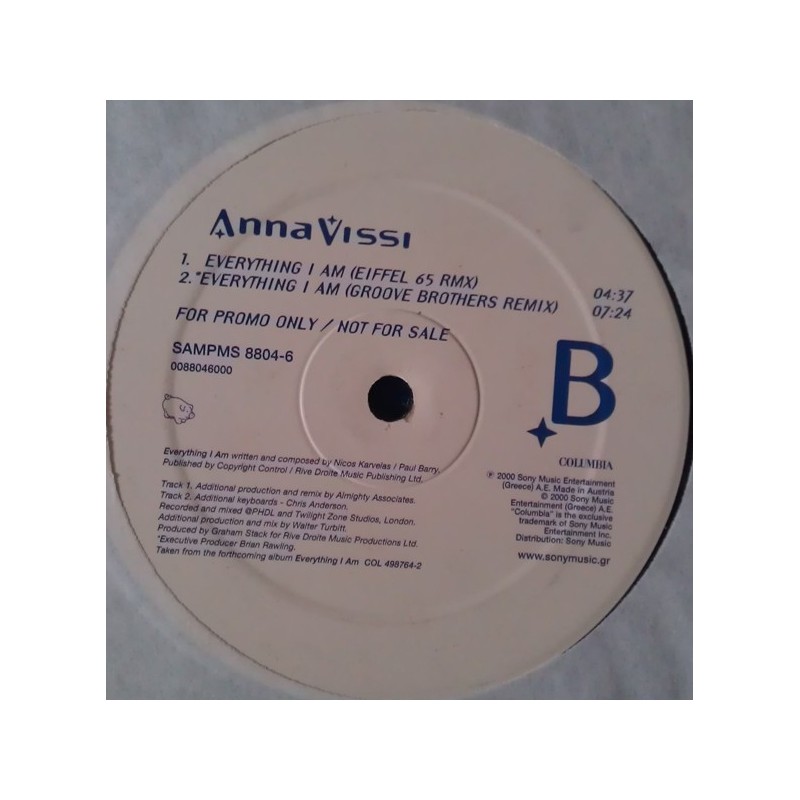 Anna Vissi
1. EVERYTHING I AM (EIFFEL 65 RMX) 04:37
2.*EVERYTHING I AM (GROOVE BROTHERS REMIX) 07:24
FOR PROMO ONLY / NOT FOR SALE
SAMPMS 8804-6
0088046000
B
Everything I Am written and composed by Nicos Karvelas / Paul Barry.
Published by Copyright Control / Rive Droite Music Publishing Ltd.
Track 1. Additional production and remix by Almighty Associates.
Track 2. Additional keyboards - Chris Anderson.
Recorded and mixed @PHDL and Twilight Zone Studios, London.
Additional production and mix by Walter Turbitt.
Produced by Graham Stack for Rive Droite Music Productions Ltd.
*Executive Producer Brian Rawling.
Taken from the forthcoming album Everything I Am COL 498764-2
COLUMBIA
℗ 2000 Sony Music Entertainment
(Greece) A.E. Made in Austria
© 2000 Sony Music
Entertainment (Greece) A.E.
"Columbia" is the exclusive
trademark of Sony Music
Entertainment Inc.
Distribution: Sony Music
www.sonymusic.gr